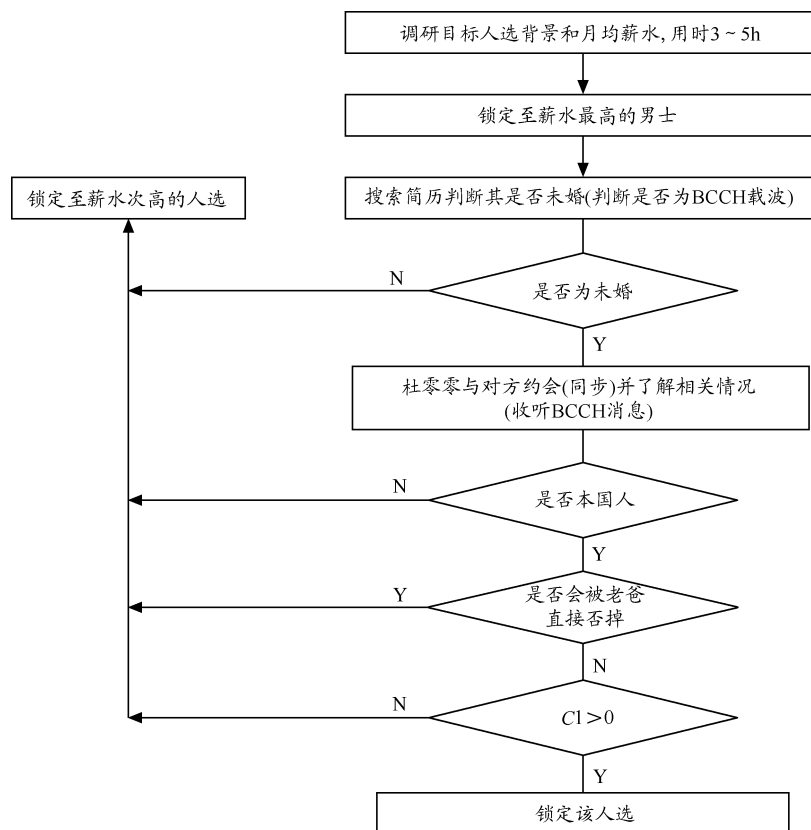 调研目标人选背景和月均薪水,用时3~5h
锁定至薪水最高的男士
锁定至薪水次高的人选
搜索简历判断其是否未婚(判断是否为BCCH载波)
N
是否为未婚
Y
杜零零与对方约会(同步)并了解相关情况
(收听BCCH消息)
N
是否本国人
Y
Y
是否会被老爸
直接否掉
N
N
C1>0
Y
锁定该人选